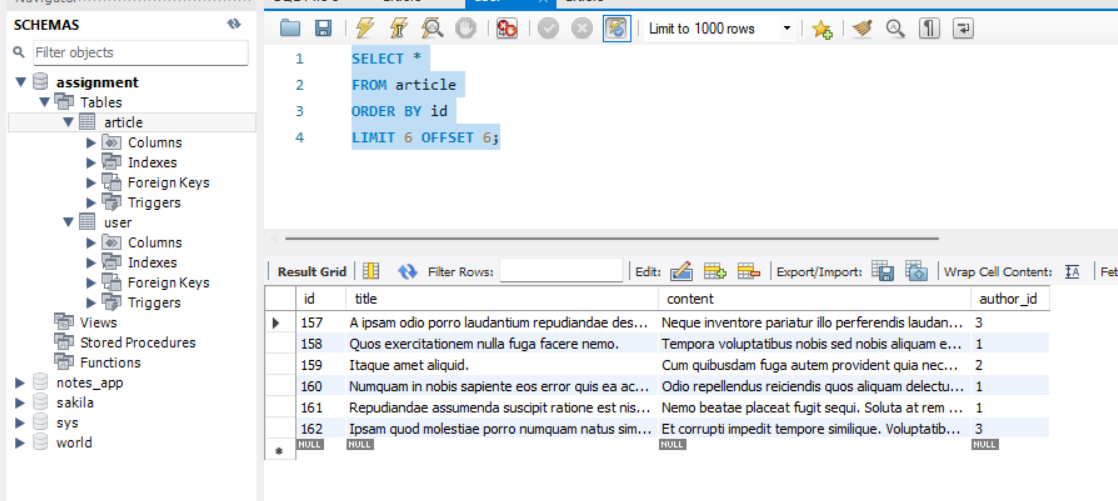 SCHEMAS
Filter objects
assignment
Tables
article
Columns
Indexes
Foreign Keys
Triggers
user
Columns
Indexes
Foreign Keys
Triggers
Views
Stored Procedures
Functions
notes_app
sakila
sys
world
Limit to 1000 rows
1 SELECT *
2 FROM article
3 ORDER BY id
4 LIMIT 6 OFFSET 6;
Result Grid Filter Rows: Edit: Export/Import: Wrap Cell Content:
id title content author_id
157 A ipsam odio porro laudantium repudiandae des... Neque inventore pariatur illo perferendis laudan... 3
158 Quos exercitationem nulla fuga facere nemo. Tempora voluptatibus nobis sed nobis aliquam e... 1
159 Itaque amet aliquid. Cum quibusdam fuga autem provident quia nec... 2
160 Numquam in nobis sapiente eos error quis ea ac... Odio repellendus reiciendis quos aliquam delectu... 1
161 Repudiandae assumenda suscipit ratione est nis... Nemo beatae placeat fugit sequi. Soluta at rem ... 1
162 Ipsam quod molestiae porro numquam natus sim... Et corrupti impedit tempore similique. Voluptatib... 3
NULL NULL NULL NULL